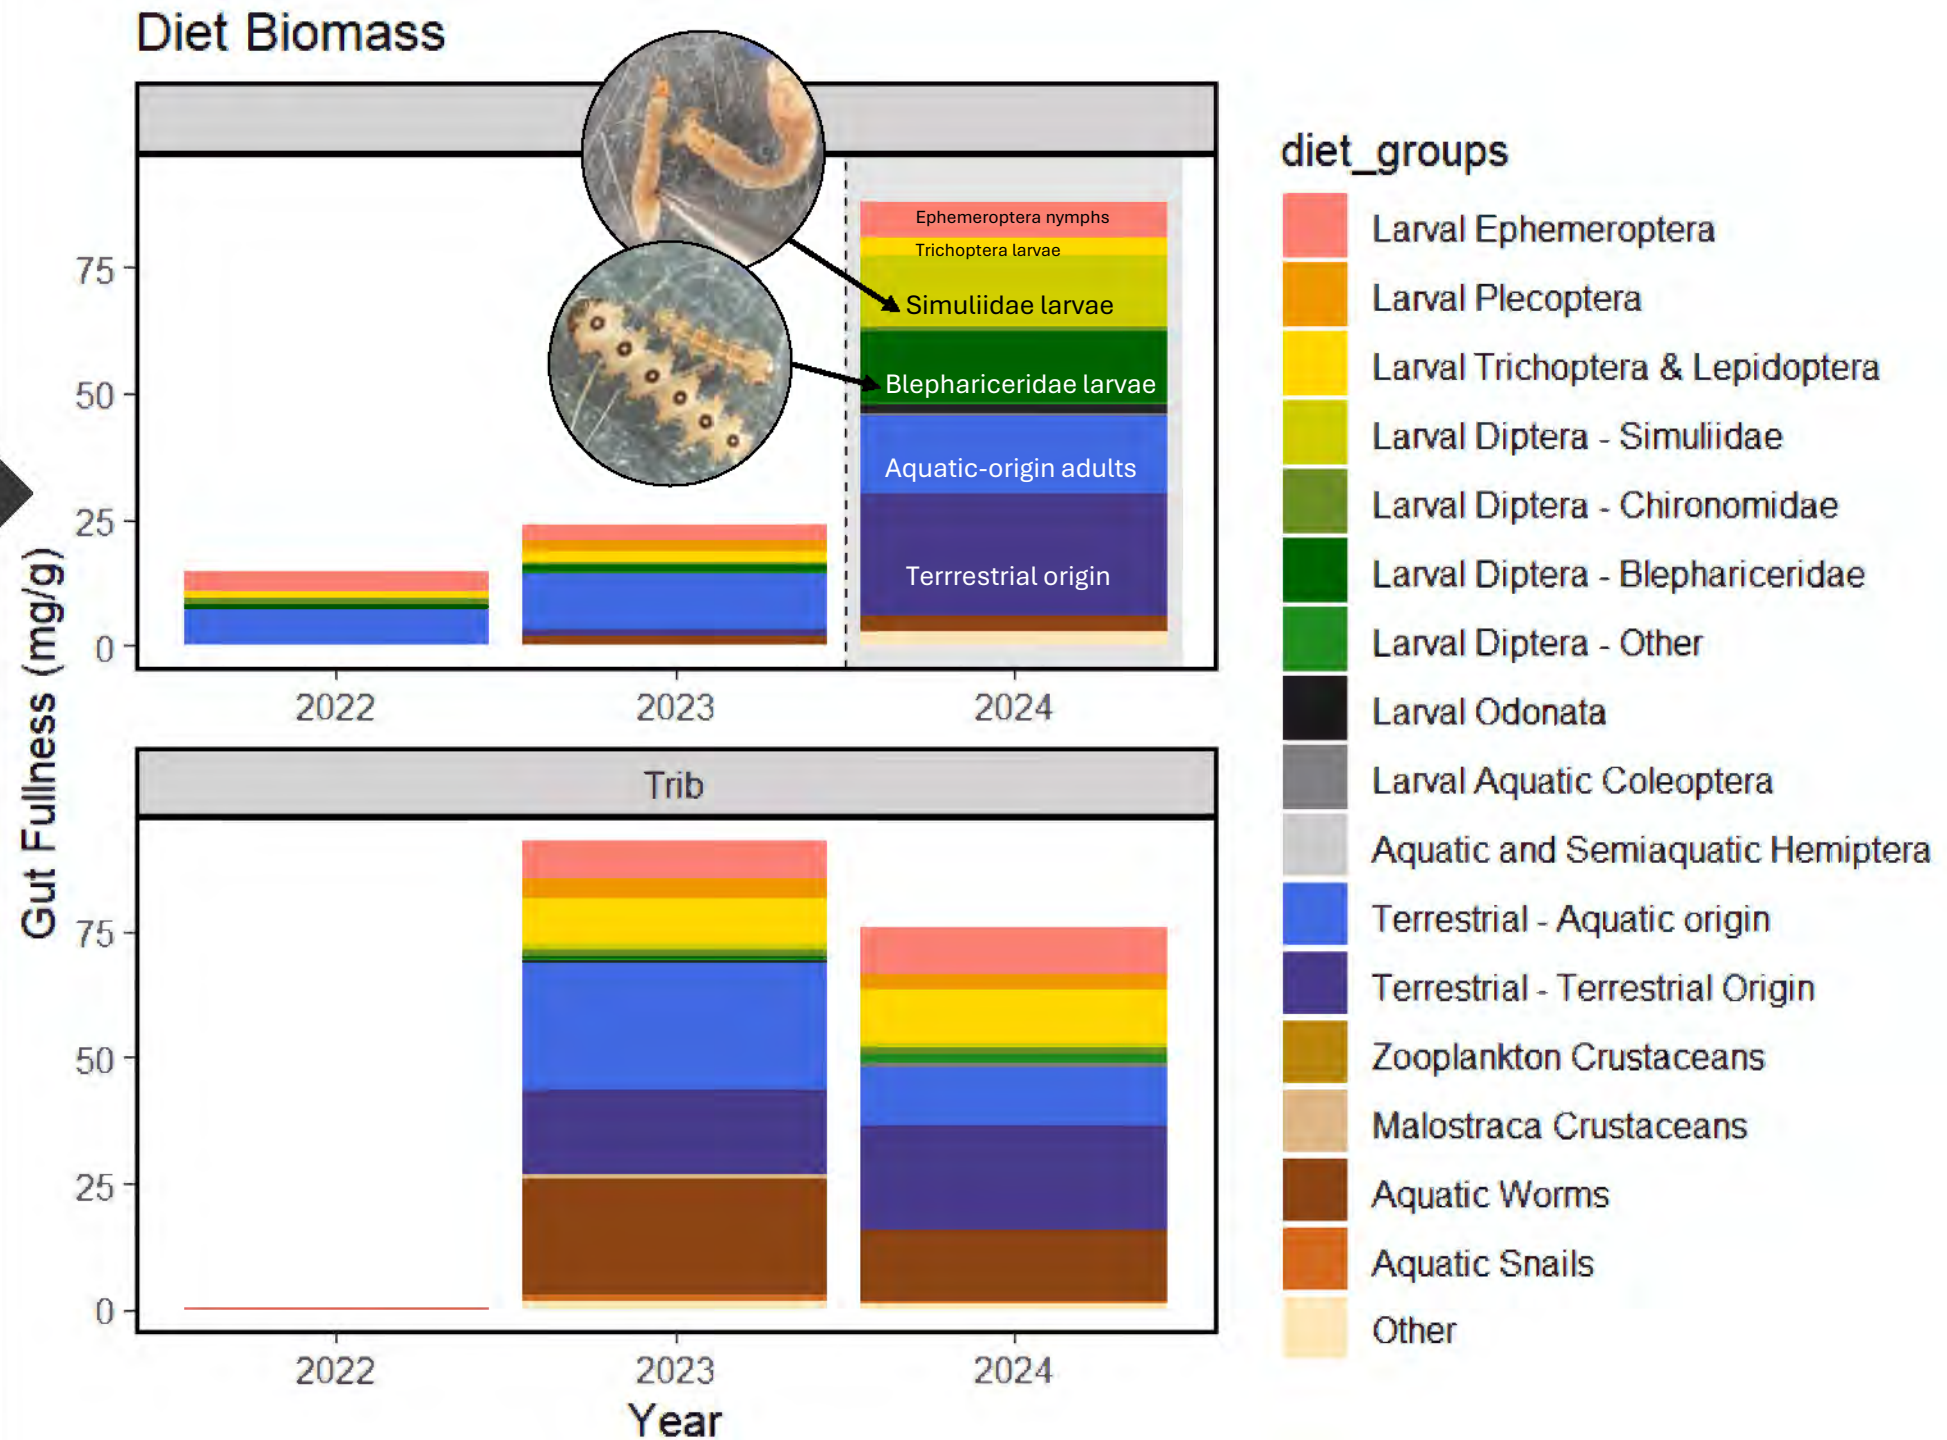 Diet Biomass
Gut Fullness (mg/g)
75
50
25
0
Ephemeroptera nymphs
Trichoptera larvae
Simuliidae larvae
Blephariceridae larvae
Aquatic-origin adults
Terrrestrial origin
2022
2023
2024
Trib
75
50
25
0
2022
2023
2024
Year
diet_groups
Larval Ephemeroptera
Larval Plecoptera
Larval Trichoptera & Lepidoptera
Larval Diptera - Simuliidae
Larval Diptera - Chironomidae
Larval Diptera - Blephariceridae
Larval Diptera - Other
Larval Odonata
Larval Aquatic Coleoptera
Aquatic and Semiaquatic Hemiptera
Terrestrial - Aquatic origin
Terrestrial - Terrestrial Origin
Zooplankton Crustaceans
Malostraca Crustaceans
Aquatic Worms
Aquatic Snails
Other